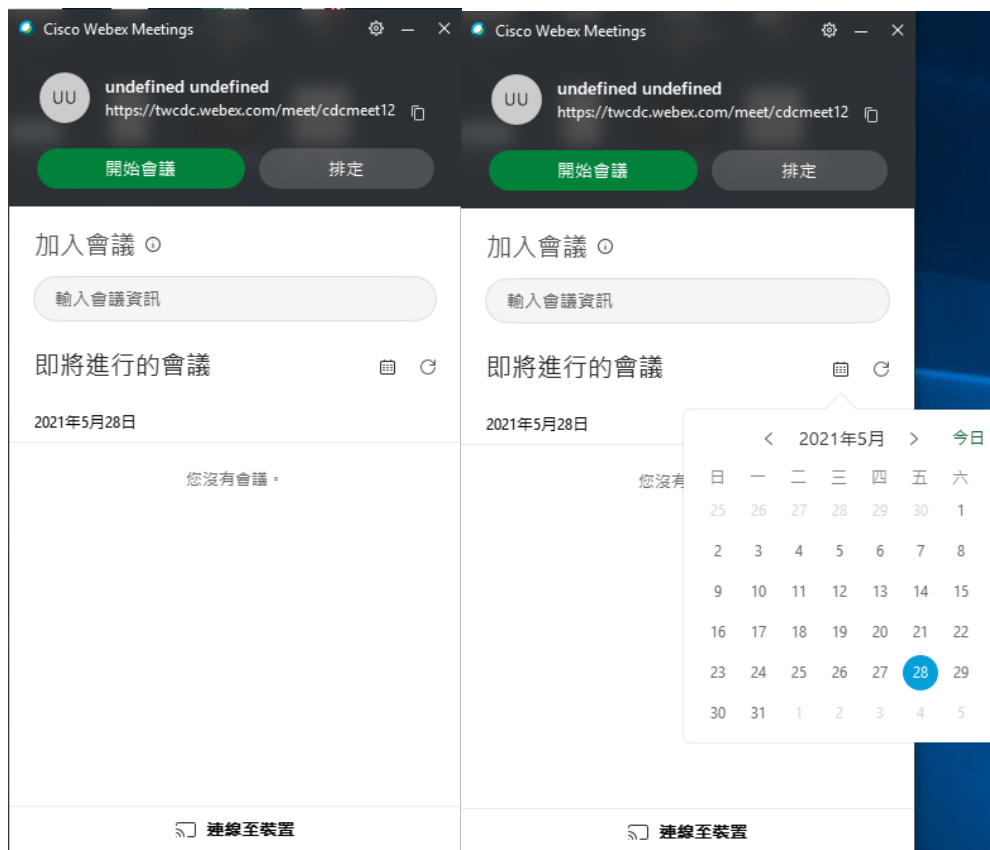 Cisco Webex Meetings
UU
undefined undefined
https://twcdc.webex.com/meet/cdcmeet12
開始會議
排定
加入會議
輸入會議資訊
即將進行的會議
2021年5月28日
您沒有會議。
連線至裝置
Cisco Webex Meetings
UU
undefined undefined
https://twcdc.webex.com/meet/cdcmeet12
開始會議
排定
加入會議
輸入會議資訊
即將進行的會議
2021年5月28日
您沒有
2021年5月 今日
日 一 二 三 四 五 六
25 26 27 28 29 30 1
2 3 4 5 6 7 8
9 10 11 12 13 14 15
16 17 18 19 20 21 22
23 24 25 26 27 28 29
30 31 1 2 3 4 5
連線至裝置